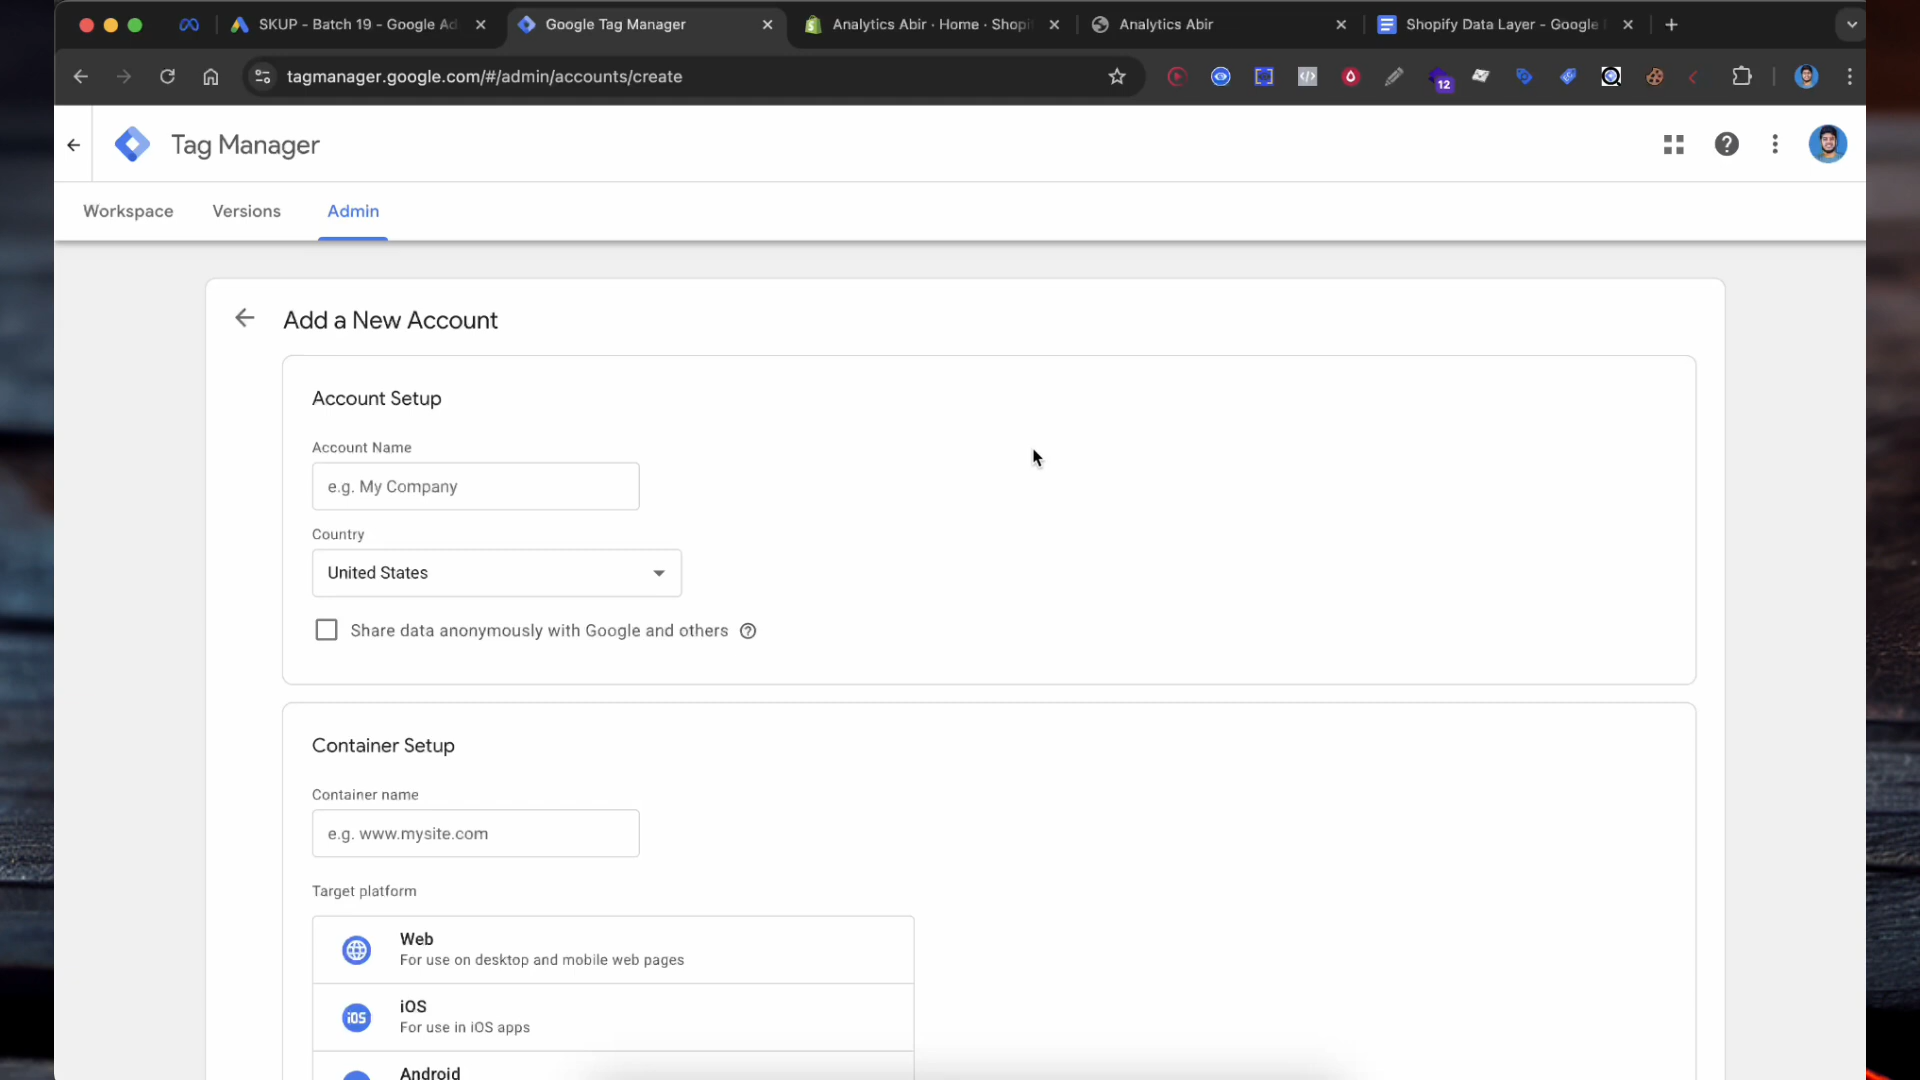 SKUP - Batch 19 - Google Ad
Google Tag Manager
Analytics Abir · Home · Shopi
Analytics Abir
Shopify Data Layer - Google
tagmanager.google.com/#/admin/accounts/create
12
Tag Manager
Workspace
Versions
Admin
Add a New Account
Account Setup
Account Name
e.g. My Company
Country
United States
Share data anonymously with Google and others
Container Setup
Container name
e.g. www.mysite.com
Target platform
Web
For use on desktop and mobile web pages
iOS
iOS
For use in iOS apps
Android